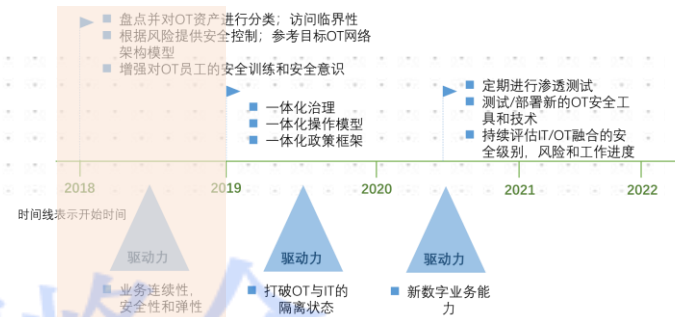 盘点并对OT资产进行分类；访问临界性
根据风险提供安全控制；参考目标OT网络
架构模型
增强对OT员工的安全训练和安全意识
一体化治理
一体化操作模型
一体化政策框架
定期进行渗透测试
测试/部署新的OT安全工
具和技术
持续评估IT/OT融合的安
全级别，风险和工作进度
2018
2019
2020
2021
2022
时间线表示开始时间
驱动力
驱动力
驱动力
业务连续性，
安全性和弹性
打破OT与IT的
隔离状态
新数字业务能
力